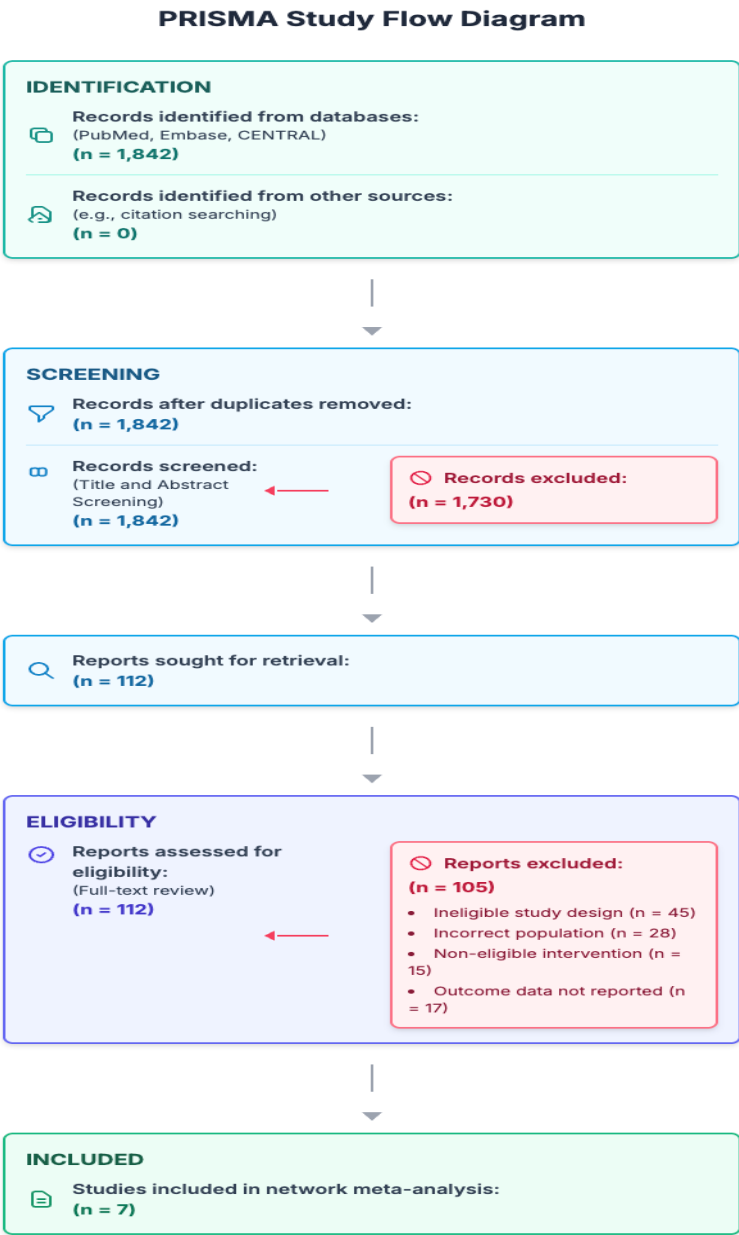 PRISMA Study Flow Diagram
IDENTIFICATION
Records identified from databases:
(PubMed, Embase, CENTRAL)
(n = 1,842)
Records identified from other sources:
(e.g., citation searching)
(n = 0)
SCREENING
Records after duplicates removed:
(n = 1,842)
Records screened:
(Title and Abstract
Screening)
(n = 1,842)
Records excluded:
(n = 1,730)
Reports sought for retrieval:
(n = 112)
ELIGIBILITY
Reports assessed for
eligibility:
(Full-text review)
(n = 112)
Reports excluded:
(n = 105)
• Ineligible study design (n = 45)
• Incorrect population (n = 28)
• Non-eligible intervention (n =
15)
• Outcome data not reported (n
= 17)
INCLUDED
Studies included in network meta-analysis:
(n = 7)